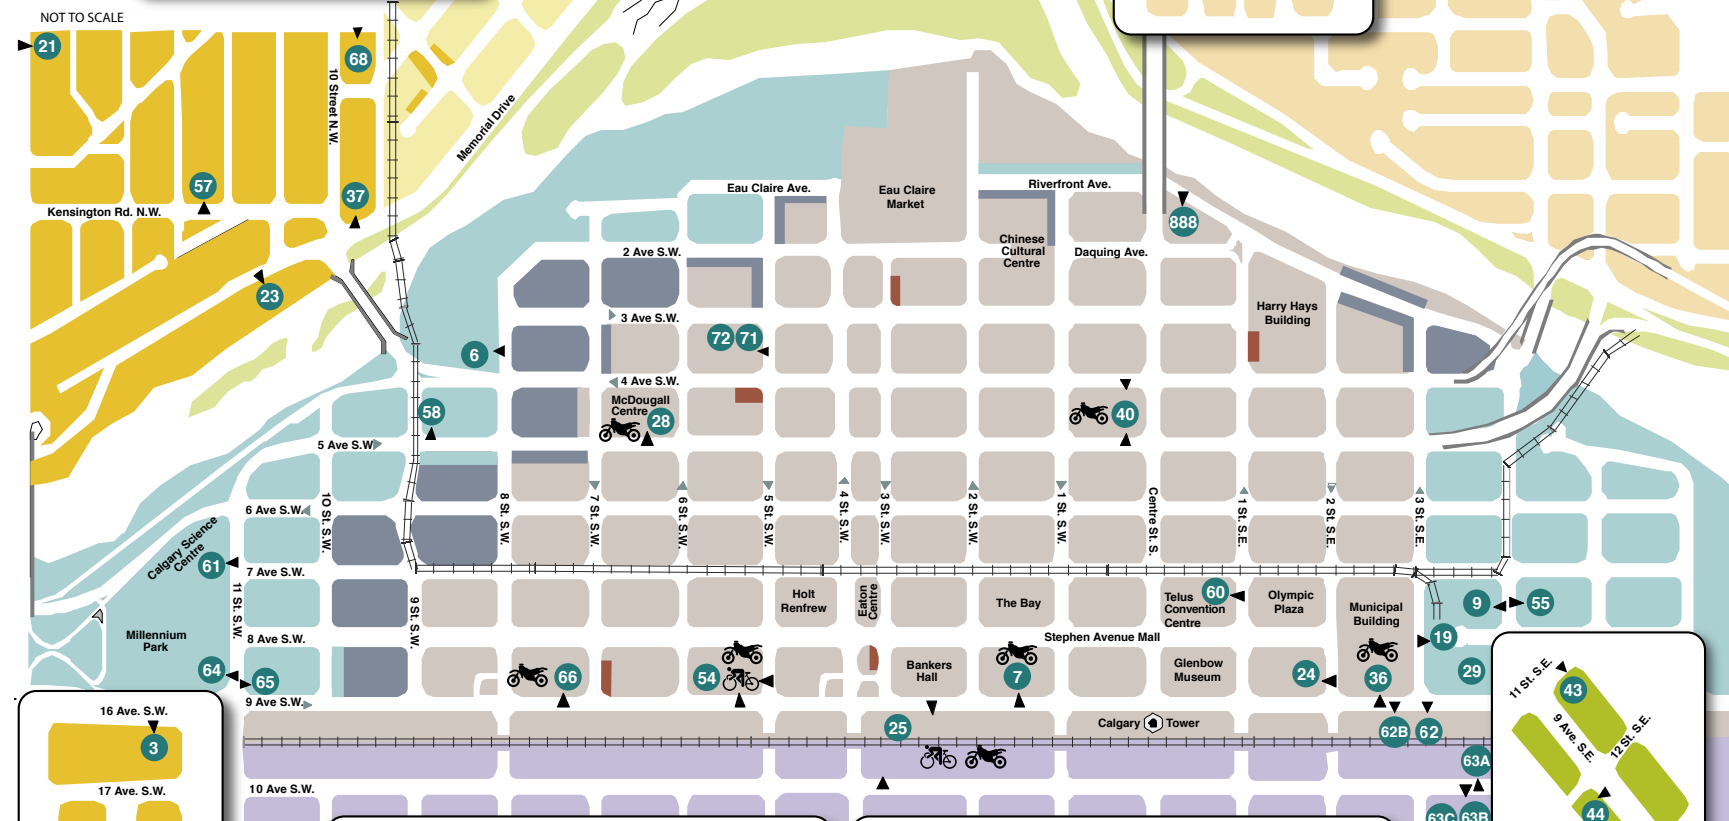 NOT TO SCALE
21
68
10 Street N.W.
Memorial Drive
57
37
Kensington Rd. N.W.
23
Eau Claire Ave.
Eau Claire
Market
Riverfront Ave.
888
Chinese
Cultural
Centre
Daquing Ave.
2 Ave S.W.
Harry Hays
Building
3 Ave S.W.
72
71
6
4 Ave S.W.
McDougall
Centre
28
58
40
5 Ave S.W.
6 Ave S.W.
10 St. S.W.
8 St. S.W.
7 St. S.W.
6 St. S.W.
5 St. S.W.
4 St. S.W.
3 St. S.W.
2 St. S.W.
1 St. S.W.
Centre St. S.
1 St. S.E.
2 St. S.E.
3 St. S.E.
Calgary Science
Centre
61
7 Ave S.W.
11 St. S.W.
9 St. S.W.
Holt
Renfrew
Eaton
Centre
The Bay
Telus
Convention
Centre
60
Olympic
Plaza
Municipal
Building
9
55
19
Millennium
Park
8 Ave S.W.
Stephen Avenue Mall
64
65
66
54
Bankers
Hall
7
Glenbow
Museum
24
36
29
9 Ave S.W.
25
Calgary
Tower
62B
62
63A
63C
63B
10 Ave S.W.
16 Ave. S.W.
3
17 Ave. S.W.
11 St. S.E.
43
9 Ave. S.E.
12 St. S.E.
44